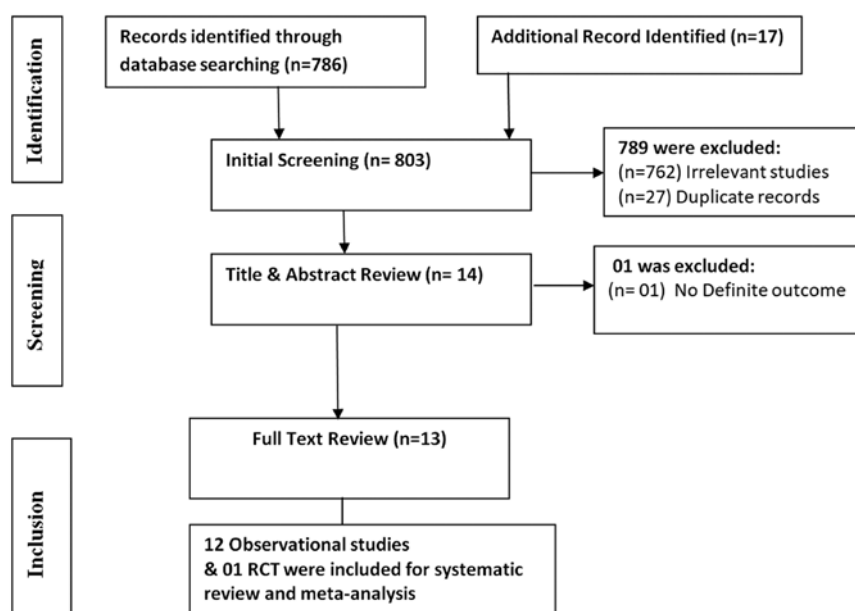 Identification
Records identified through
database searching (n=786)
Additional Record Identified (n=17)
Initial Screening (n= 803)
789 were excluded:
(n=762) Irrelevant studies
(n=27) Duplicate records
Screening
Title & Abstract Review (n= 14)
01 was excluded:
(n= 01) No Definite outcome
Inclusion
Full Text Review (n=13)
12 Observational studies
& 01 RCT were included for systematic
review and meta-analysis